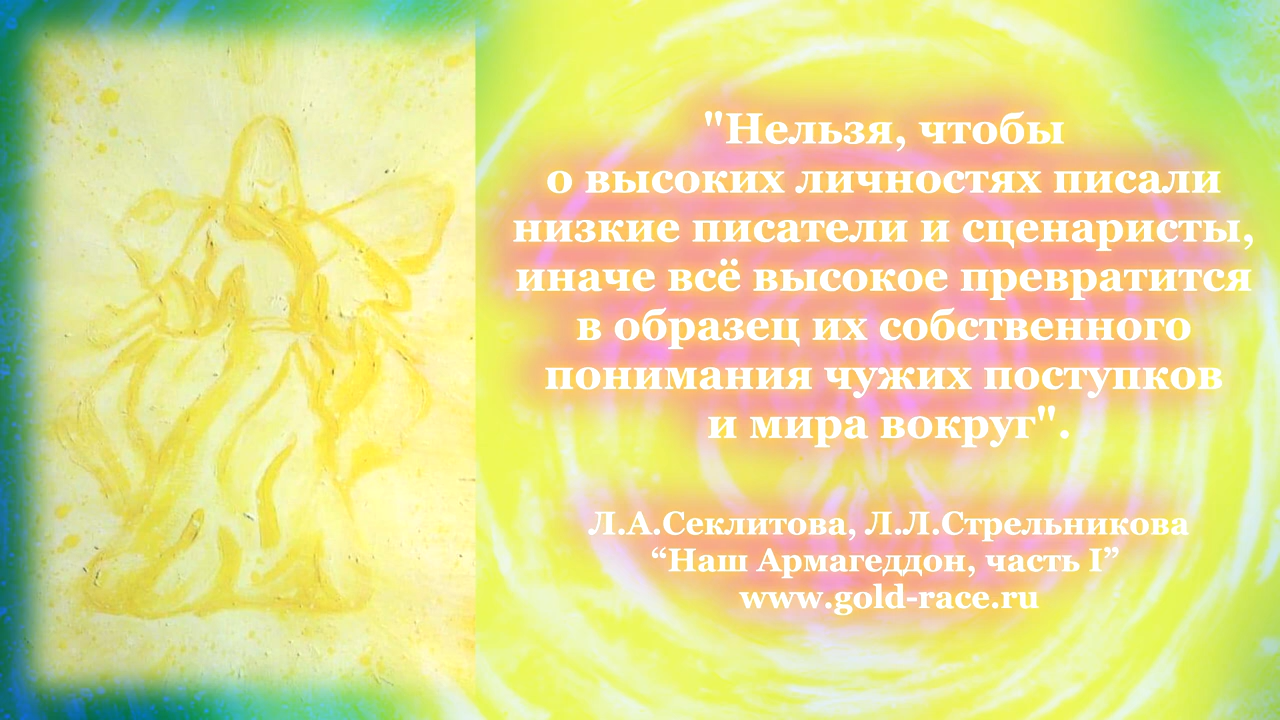 "Нельзя, чтобы
о высоких личностях писали
низкие писатели и сценаристы,
иначе всё высокое превратится
в образец их собственного
понимания чужих поступков
и мира вокруг".
Л.А.Секлитова, Л.Л.Стрельникова
“Наш Армагеддон, часть I”
www.gold-race.ru